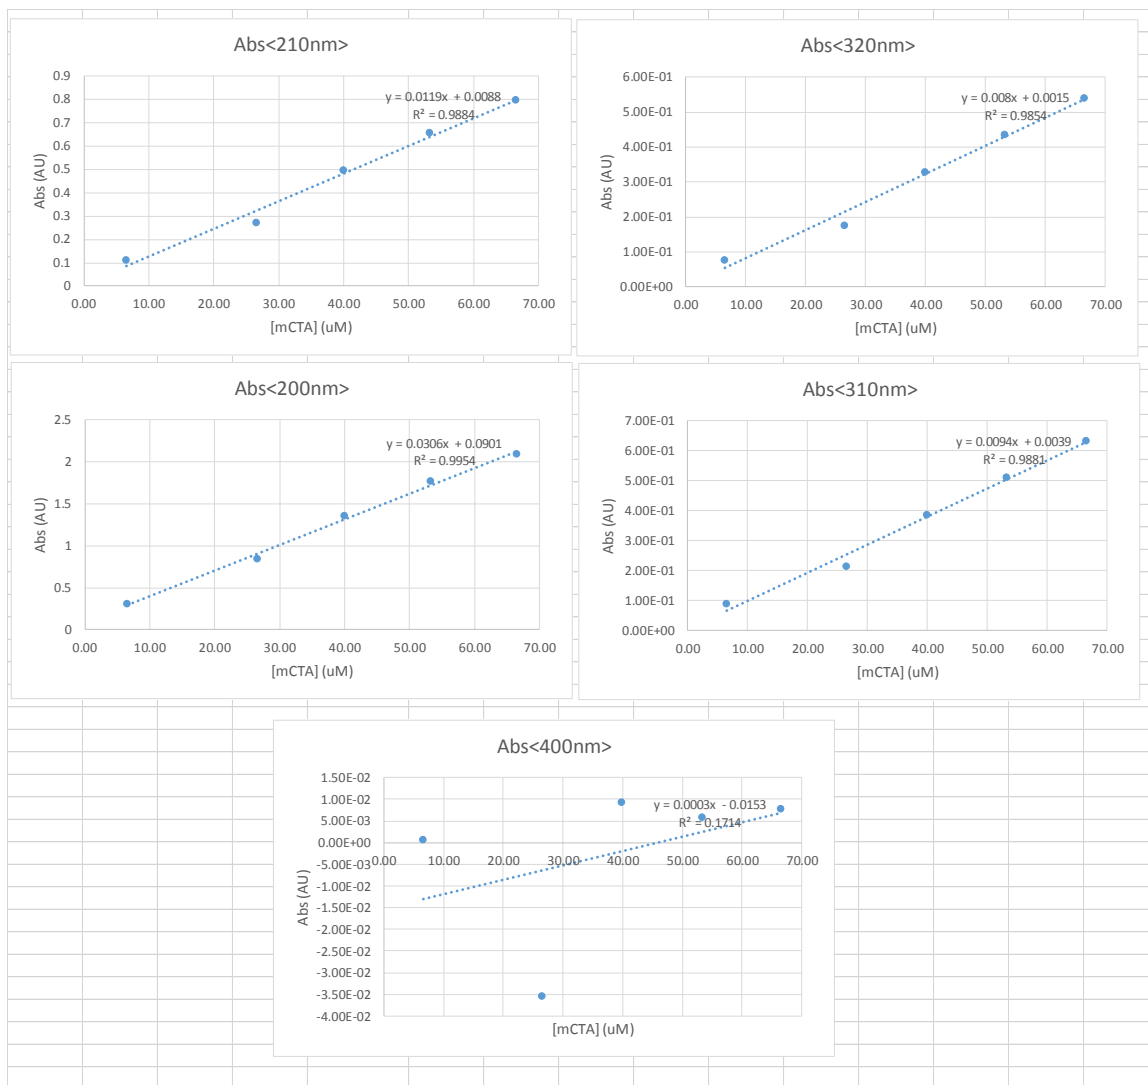 Abs<210nm>
0.9
0.8
0.7
0.6
0.5
0.4
0.3
0.2
0.1
0
Abs (AU)
y = 0.0119x + 0.0088
R² = 0.9884
0.00 10.00 20.00 30.00 40.00 50.00 60.00 70.00
[mCTA] (uM)
Abs<320nm>
6.00E-01
5.00E-01
4.00E-01
3.00E-01
2.00E-01
1.00E-01
0.00E+00
Abs (AU)
y = 0.008x + 0.0015
R² = 0.9854
0.00 10.00 20.00 30.00 40.00 50.00 60.00 70.00
[mCTA] (uM)
Abs<200nm>
2.5
2
1.5
1
0.5
0
Abs (AU)
y = 0.0306x + 0.0901
R² = 0.9954
0.00 10.00 20.00 30.00 40.00 50.00 60.00 70.00
[mCTA] (uM)
Abs<310nm>
7.00E-01
6.00E-01
5.00E-01
4.00E-01
3.00E-01
2.00E-01
1.00E-01
0.00E+00
Abs (AU)
y = 0.0094x + 0.0039
R² = 0.9881
0.00 10.00 20.00 30.00 40.00 50.00 60.00 70.00
[mCTA] (uM)
Abs<400nm>
1.50E-02
1.00E-02
5.00E-03
0.00E+00
-5.00E-03
-1.00E-02
-1.50E-02
-2.00E-02
-2.50E-02
-3.00E-02
-3.50E-02
-4.00E-02
Abs (AU)
y = 0.0003x - 0.0153
R² = 0.1714
0.00 10.00 20.00 30.00 40.00 50.00 60.00 70.00
[mCTA] (uM)